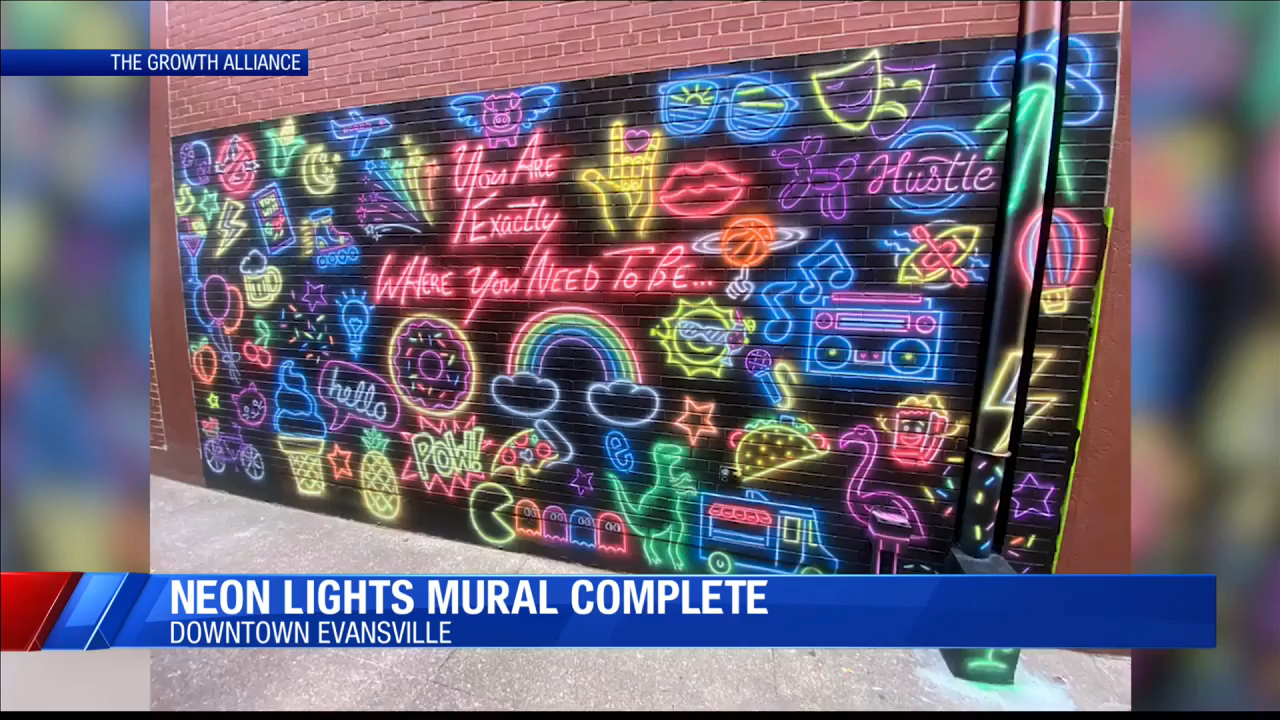 THE GROWTH ALLIANCE
You Are
Exactly
Where You Need To Be...
Hustle
hello
POW!
e
NEON LIGHTS MURAL COMPLETE
DOWNTOWN EVANSVILLE